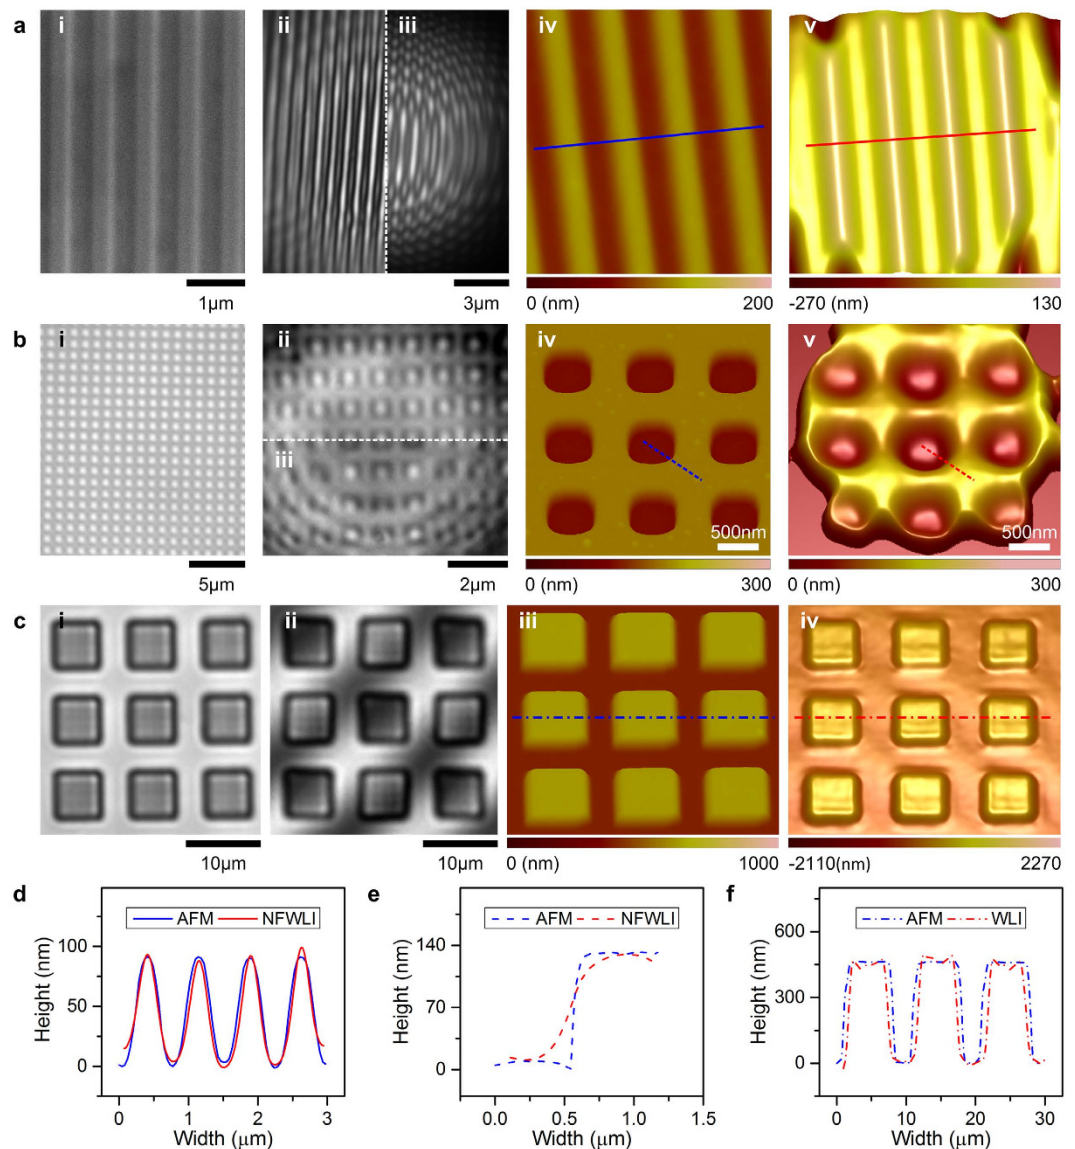 a i ii iii iv v
1μm 3μm 0 (nm) 200 -270 (nm) 130
b i ii iv v
iii
500nm 500nm
5μm 2μm 0 (nm) 300 0 (nm) 300
c i ii iii iv
10μm 10μm 0 (nm) 1000 -2110(nm) 2270
d e f
AFM NFWLI
Height (nm)
100
50
0
0 1 2 3
Width (μm)
AFM NFWLI
Height (nm)
140
70
0
0.0 0.5 1.0 1.5
Width (μm)
AFM WLI
Height (nm)
600
300
0
0 10 20 30
Width (μm)